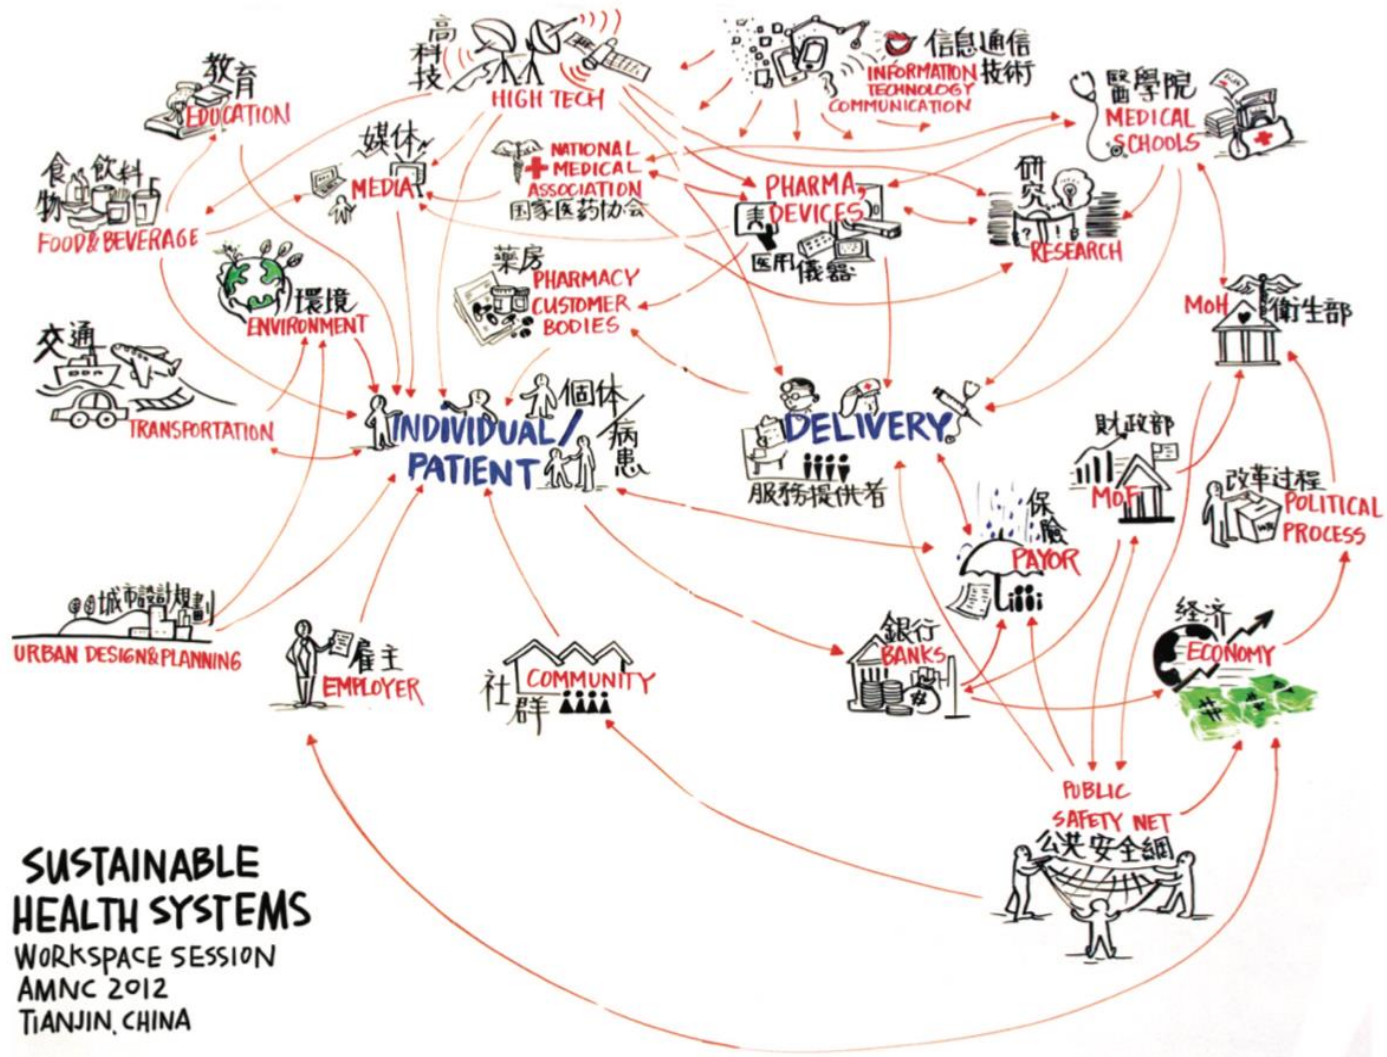 高
科
技
HIGH TECH
信息通信
技術
INFORMATION
TECHNOLOGY
COMMUNICATION
教育
EDUCATION
醫學院
MEDICAL
SCHOOLS
媒体
MEDIA
NATIONAL
MEDICAL
ASSOCIATION
国家医药协会
食飲料
物
FOOD & BEVERAGE
PHARMA,
DEVICES
医用儀器
研
究
? !
RESEARCH
藥房
PHARMACY
CUSTOMER
BODIES
環境
ENVIRONMENT
MoH
衛生部
交通
TRANSPORTATION
個体/
病
患
INDIVIDUAL/
PATIENT
DELIVERY
服務提供者
財政部
MOF
改革过程
POLITICAL
PROCESS
保
險
PAYOR
城市設計規劃
URBAN DESIGN & PLANNING
雇主
EMPLOYER
社
群
COMMUNITY
銀行
BANKS
経济
ECONOMY
PUBLIC
SAFETY NET
公共安全網
SUSTAINABLE
HEALTH SYSTEMS
WORKSPACE SESSION
AMNC 2012
TIANJIN, CHINA